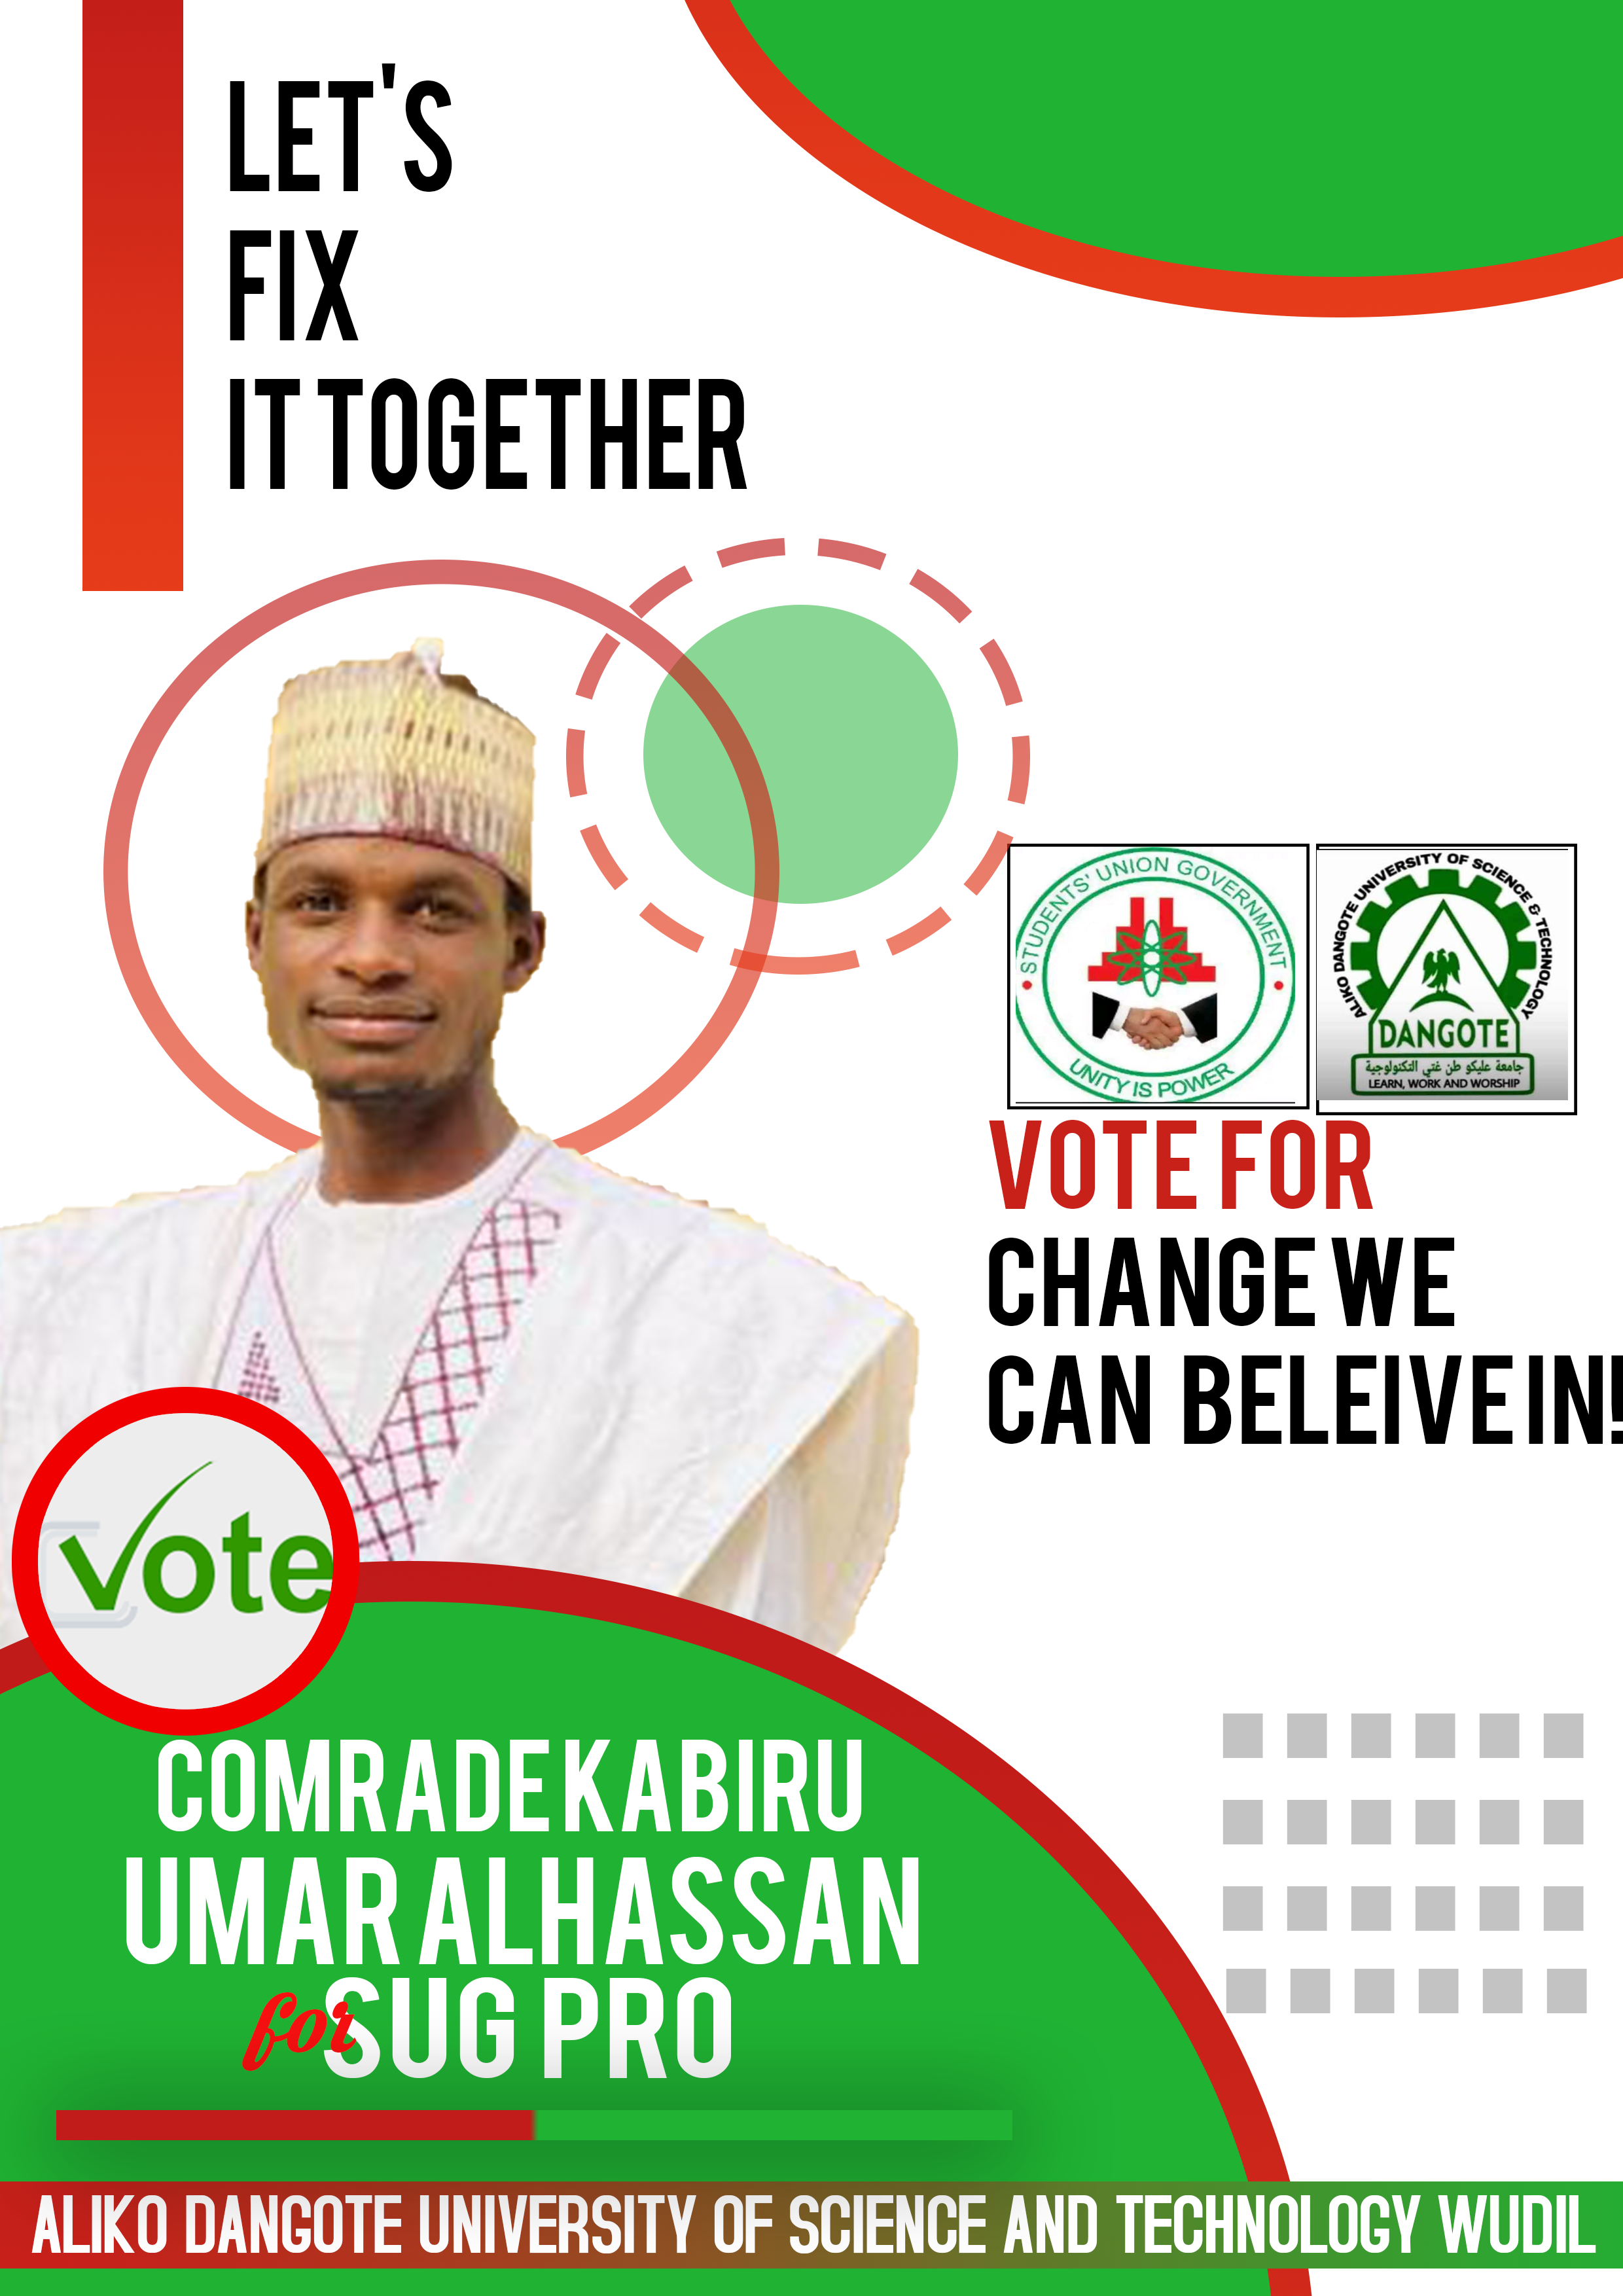 LET'S
FIX
IT TOGETHER
STUDENTS' UNION GOVERNMENT
UNITY IS POWER
ALIKO DANGOTE UNIVERSITY OF SCIENCE & TECHNOLOGY
DANGOTE
جامعة عليكو طن غتي التكنولوجية
LEARN, WORK AND WORSHIP
VOTE FOR
CHANGE WE
CAN BELEIVE IN!
Vote
COMRADE KABIRU
UMAR ALHASSAN
for SUG PRO
ALIKO DANGOTE UNIVERSITY OF SCIENCE AND TECHNOLOGY WUDIL